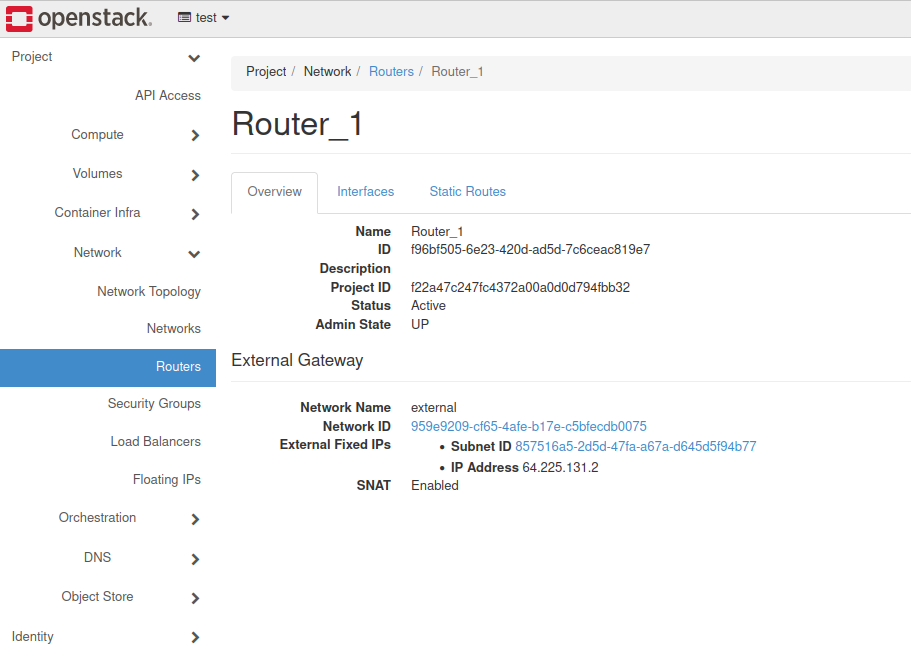 openstack. test
Project
API Access
Compute
Volumes
Container Infra
Network
Network Topology
Networks
Routers
Security Groups
Load Balancers
Floating IPs
Orchestration
DNS
Object Store
Identity
Project / Network / Routers / Router_1
Router_1
Overview Interfaces Static Routes
Name Router_1
ID f96bf505-6e23-420d-ad5d-7c6ceac819e7
Description
Project ID f22a47c247fc4372a00a0d0d794fbb32
Status Active
Admin State UP
External Gateway
Network Name external
Network ID 959e9209-cf65-4afe-b17e-c5bfecdb0075
External Fixed IPs • Subnet ID 857516a5-2d5d-47fa-a67a-d645d5f94b77
• IP Address 64.225.131.2
SNAT Enabled